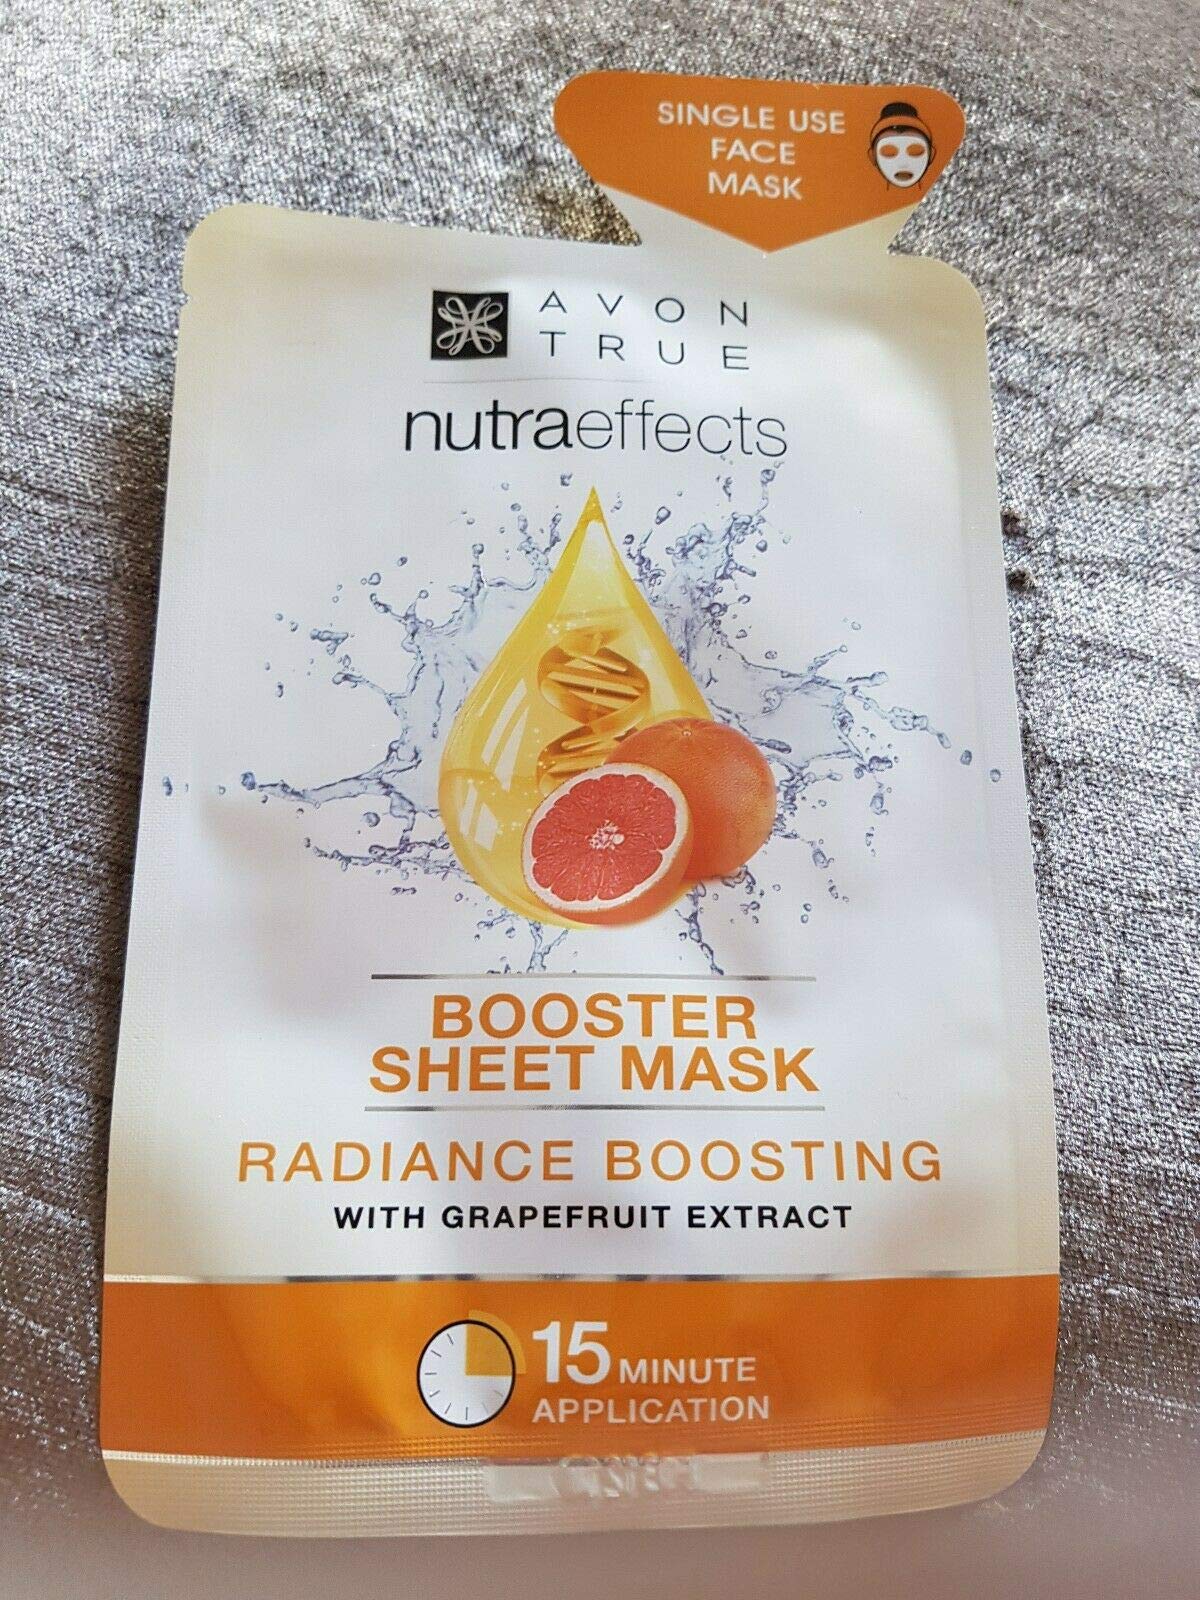 SINGLE USE
FACE
MASK
AVON
TRUE
nutraeffects
BOOSTER
SHEET MASK
RADIANCE BOOSTING
WITH GRAPEFRUIT EXTRACT
15 MINUTE
APPLICATION